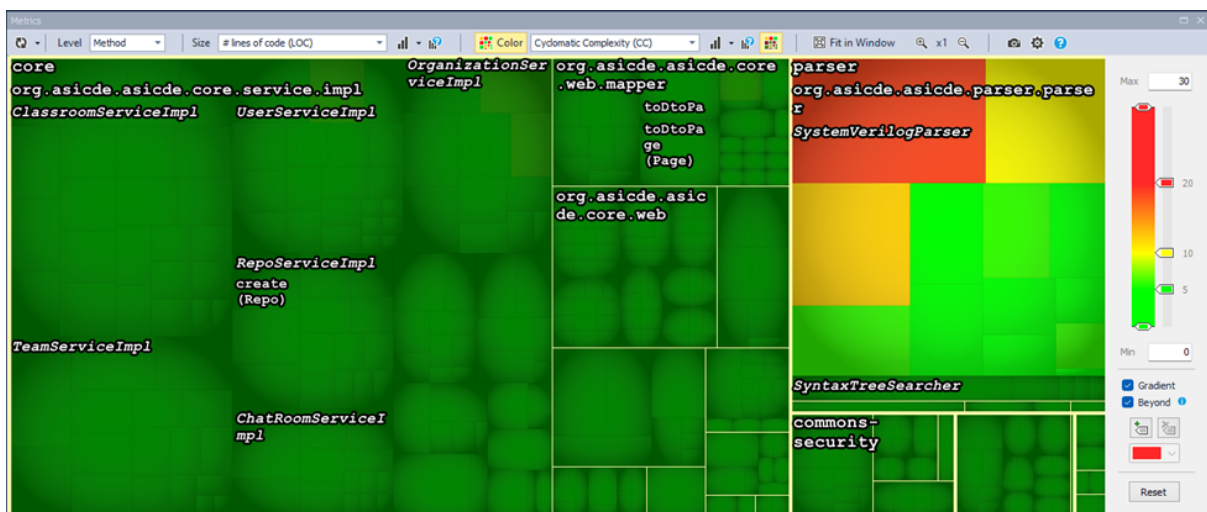 Metrics
Level Method Size # lines of code (LOC) Color Cyclomatic Complexity (CC) Fit in Window x1
core
org.asicde.asicde.core.service.impl
ClassroomServiceImpl
UserServiceImpl
OrganizationSer
viceImpl
RepoServiceImpl
create
(Repo)
TeamServiceImpl
ChatRoomServiceI
mpl
org.asicde.asicde.core
.web.mapper
toDtoPa
toDtoPa
ge
(Page)
org.asicde.asic
de.core.web
parser
org.asicde.asicde.parser.parse
r
SystemVerilogParser
SyntaxTreeSearcher
commons-
security
Max 30
20
10
5
Min 0
Gradient
Beyond
Reset